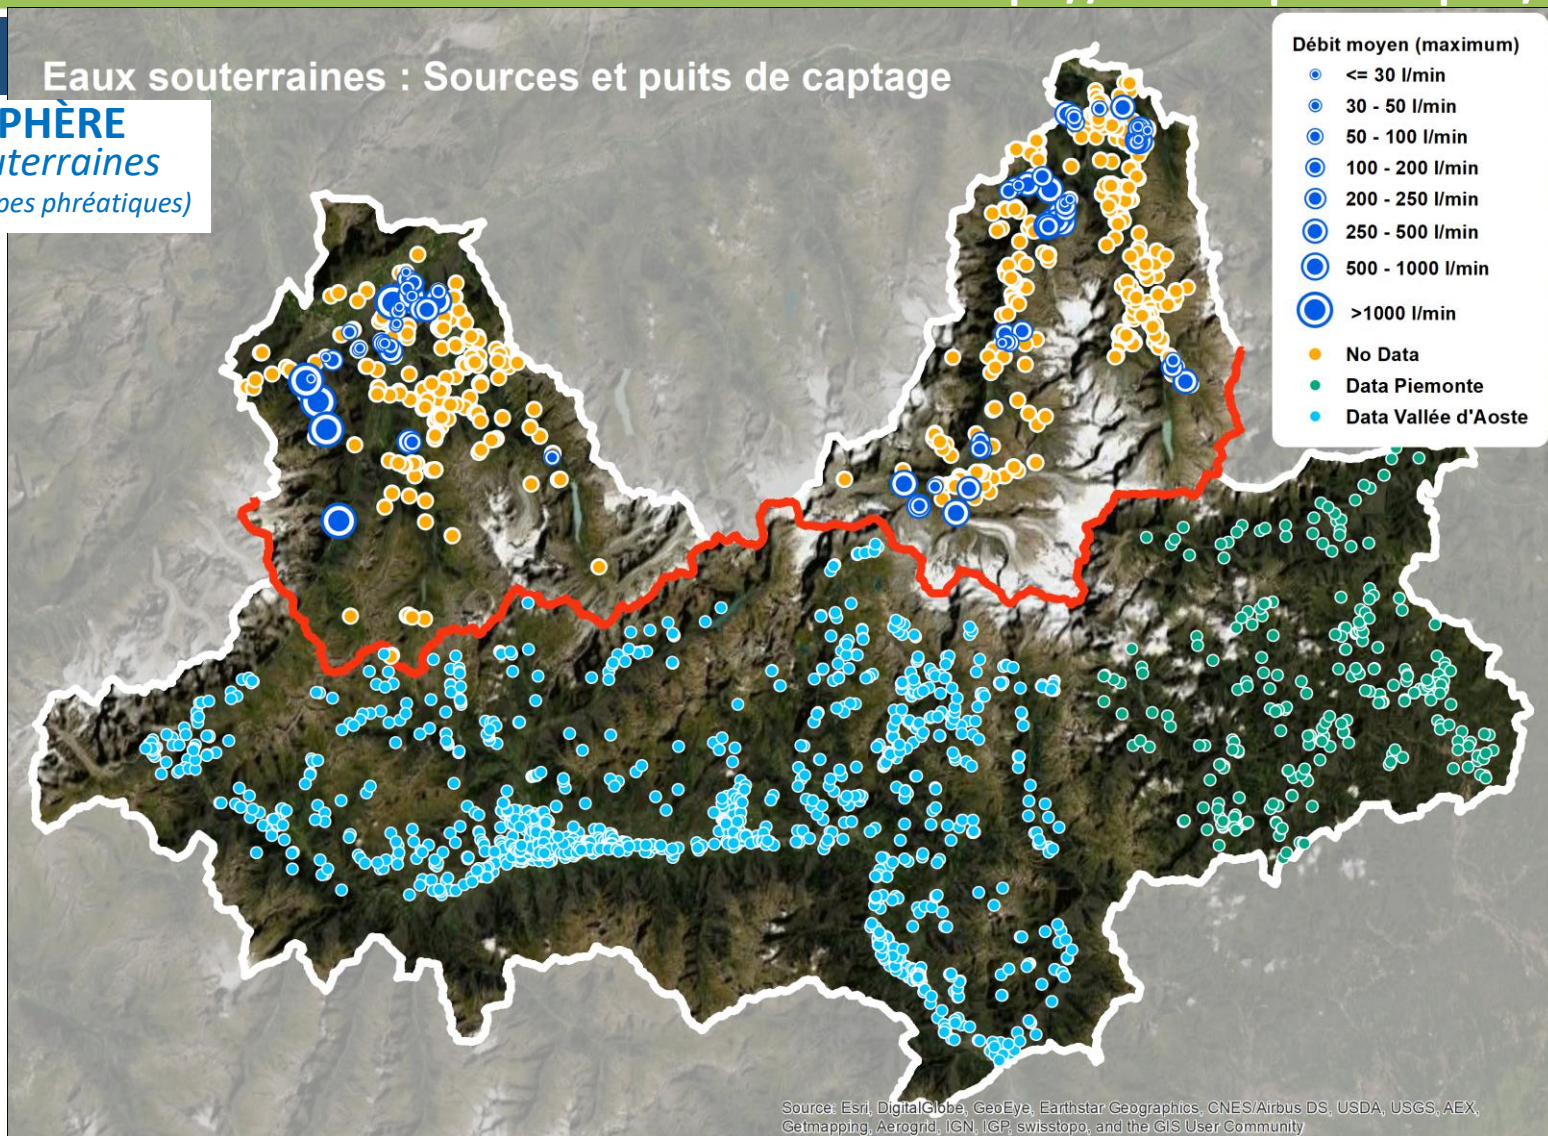 Eaux souterraines : Sources et puits de captage
PHÈRE
uterraines
pes phréatiques)
Débit moyen (maximum)
<= 30 l/min
30 - 50 l/min
50 - 100 l/min
100 - 200 l/min
200 - 250 l/min
250 - 500 l/min
500 - 1000 l/min
>1000 l/min
No Data
Data Piemonte
Data Vallée d'Aoste
Source: Esri, DigitalGlobe, GeoEye, Earthstar Geographics, CNES/Airbus DS, USDA, USGS, AEX,
Getmapping, Aerogrid, IGN, IGP, swisstopo, and the GIS User Community